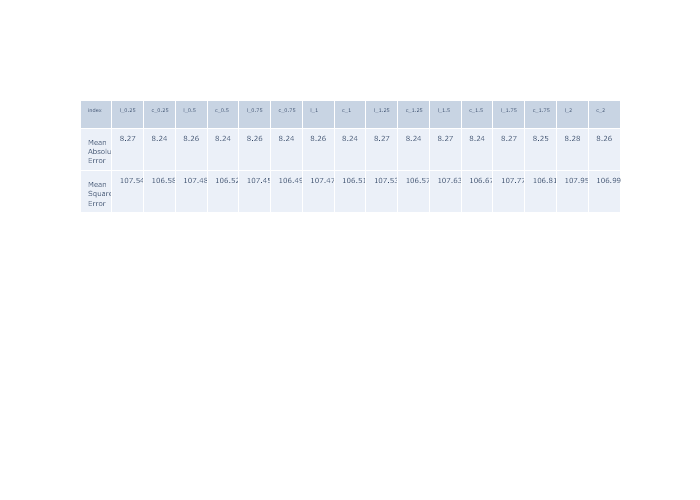 index l_0.25 c_0.25 l_0.5 c_0.5 l_0.75 c_0.75 l_1 c_1 l_1.25 c_1.25 l_1.5 c_1.5 l_1.75 c_1.75 l_2 c_2
Mean Absolu Error 8.27 8.24 8.26 8.24 8.26 8.24 8.26 8.24 8.27 8.24 8.27 8.24 8.27 8.25 8.28 8.26
Mean Square Error 107.54 106.58 107.48 106.52 107.45 106.49 107.47 106.51 107.53 106.57 107.63 106.67 107.77 106.81 107.95 106.99